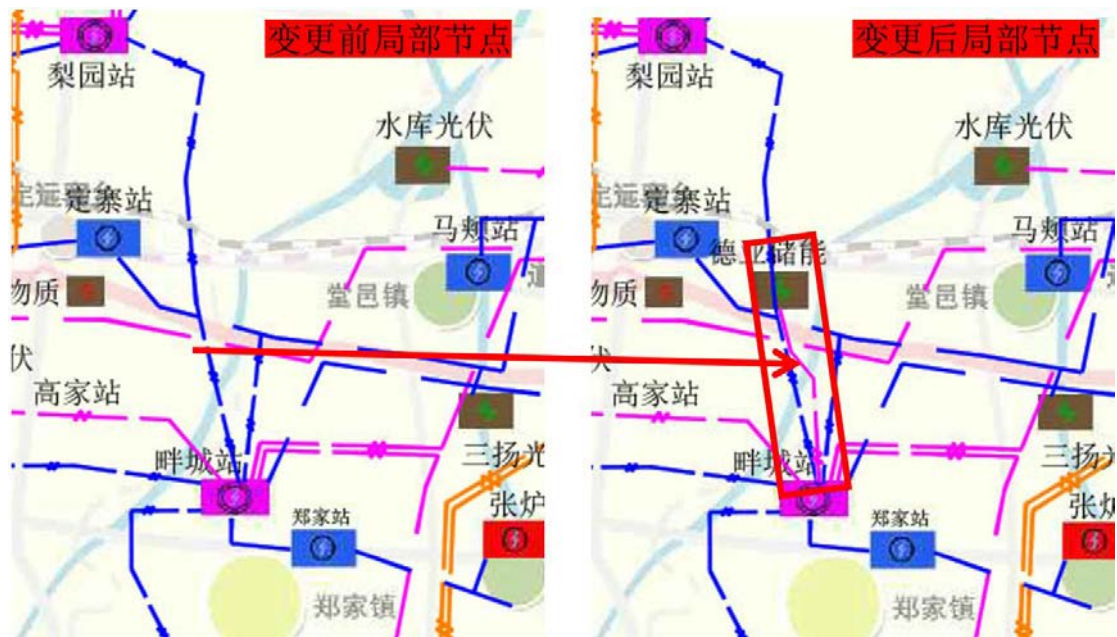 变更前局部节点
梨园站
水库光伏
定寨站
马颊站
物质
堂邑镇
伏
高家站
畔城站
三扬光
张炉
郑家站
郑家镇
变更后局部节点
梨园站
水库光伏
定寨站
马颊站
德业储能
物质
堂邑镇
高家站
畔城站
三扬光
张炉
郑家站
郑家镇